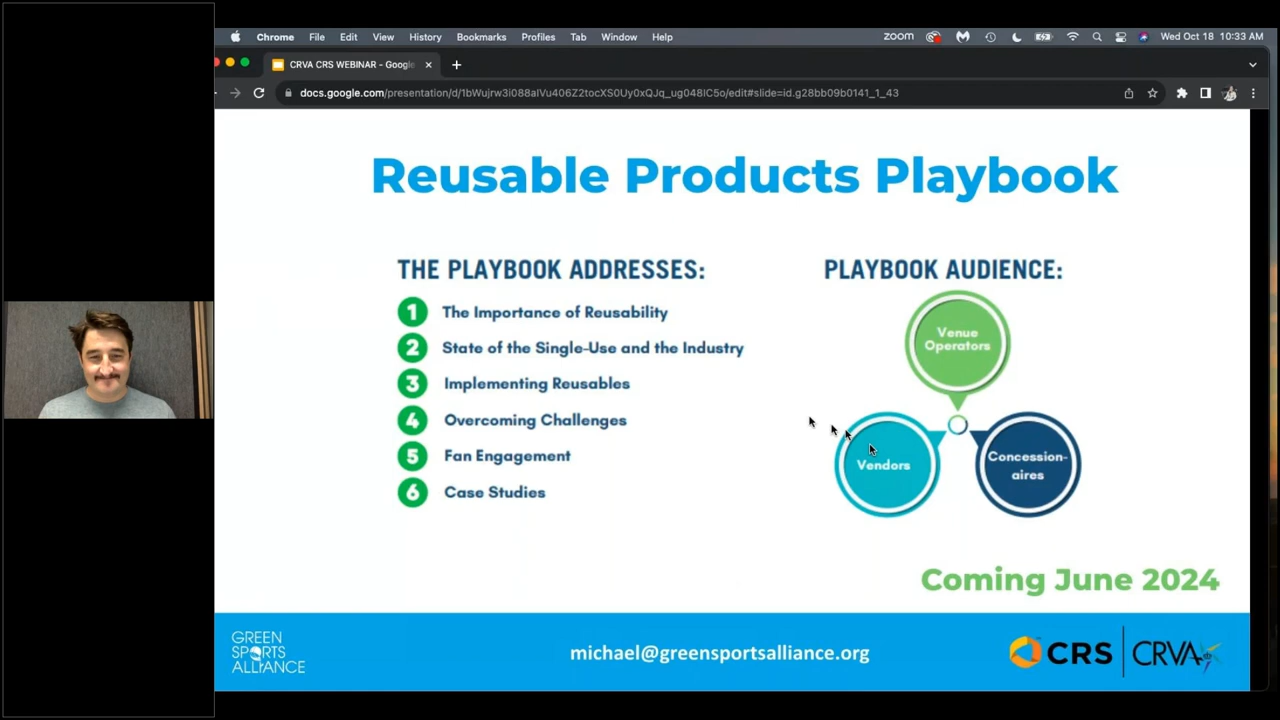 Chrome File Edit View History Bookmarks Profiles Tab Window Help zoom Wed Oct 18 10:33 AM
CRVA CRS WEBINAR - Google
docs.google.com/presentation/d/1bWujrw3i088alVu406Z2tocXS0Uy0xQJq_ug048IC5o/edit#slide=id.g28bb09b0141_1_43
Reusable Products Playbook
THE PLAYBOOK ADDRESSES:
1 The Importance of Reusability
2 State of the Single-Use and the Industry
3 Implementing Reusables
4 Overcoming Challenges
5 Fan Engagement
6 Case Studies
PLAYBOOK AUDIENCE:
Venue
Operators
Vendors
Concession-
aires
Coming June 2024
GREEN
SPORTS
ALLIANCE
michael@greensportsalliance.org
CRS
CRVA